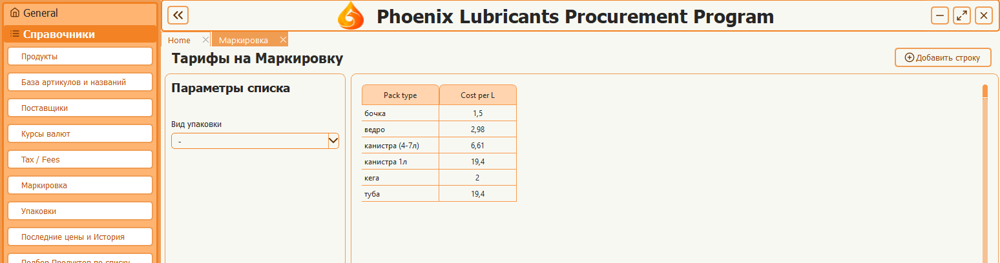 General
Справочники
Продукты
База артикулов и названий
Поставщики
Курсы валют
Tax / Fees
Маркировка
Упаковки
Последние цены и История
Подбор Продуктов по списку
Phoenix Lubricants Procurement Program
Home Маркировка
Тарифы на Маркировку
Добавить строку
Параметры списка
Вид упаковки
-
Pack type Cost per L
бочка 1,5
ведро 2,98
канистра (4-7л) 6,61
канистра 1л 19,4
кега 2
туба 19,4